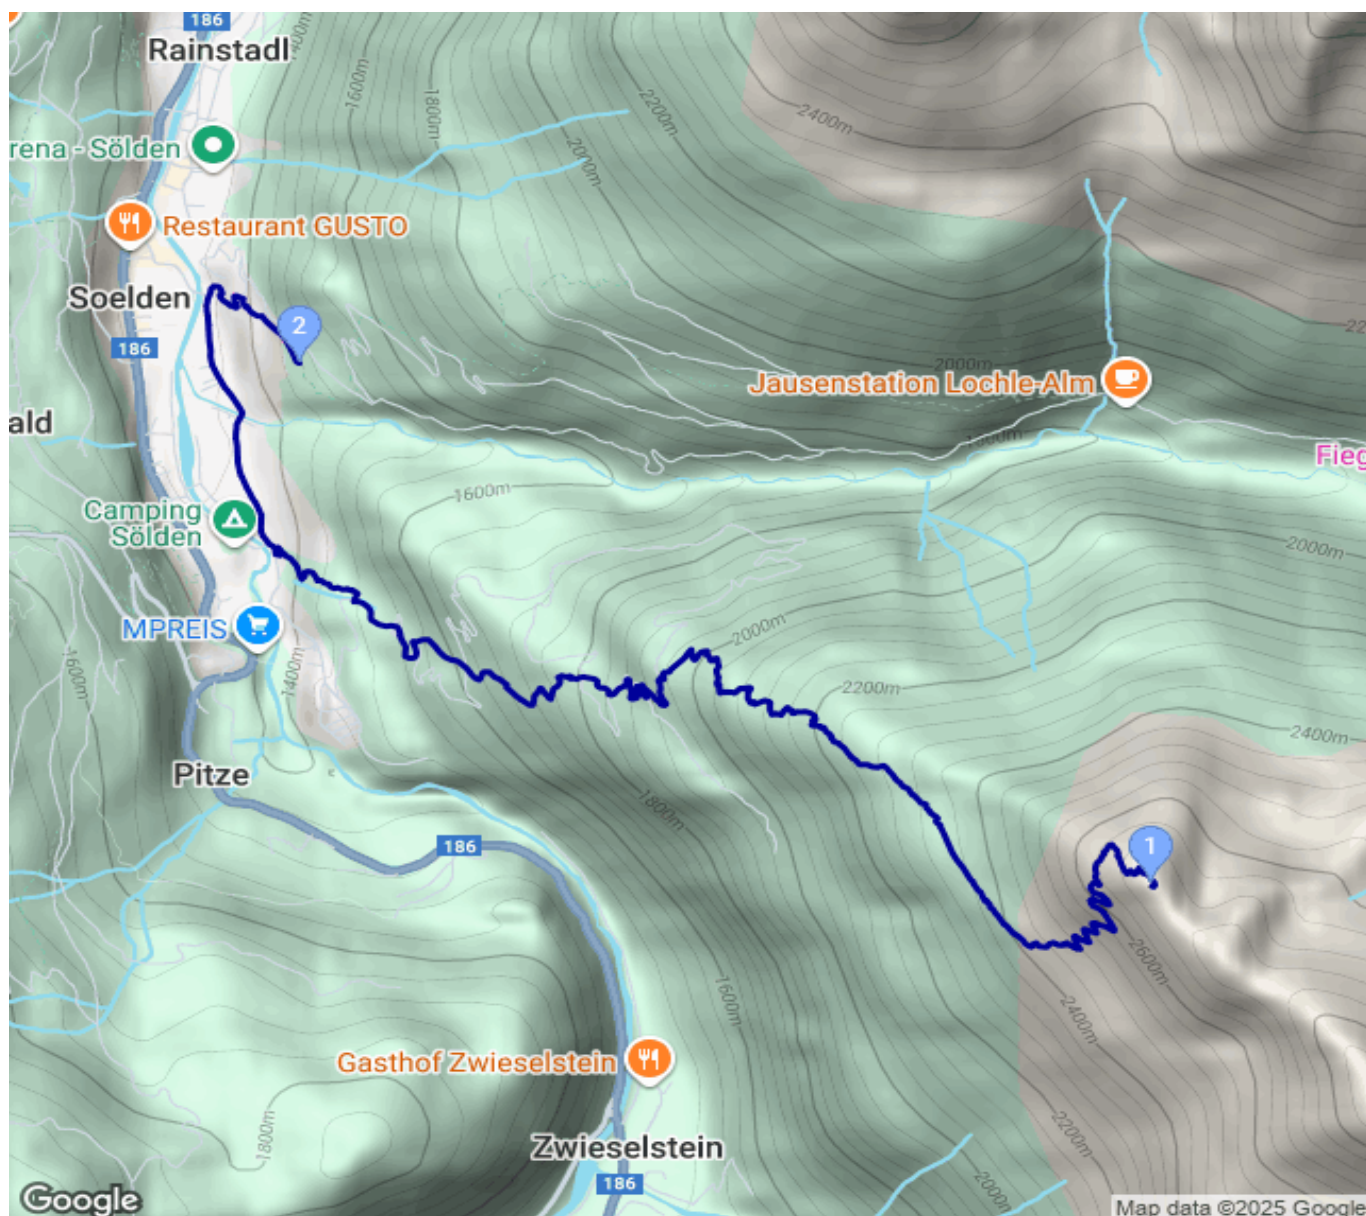 186
Rainstadl
1400m
1600m
1800m
2200m
2400m
2000m
rena - Sölden
Restaurant GUSTO
Soelden
2
186
2000m
Jausenstation Lochle-Alm
ald
Fieg
1600m
Camping
Sölden
2000m
MPREIS
1600m
1400m
2000m
2200m
2400m
Pitze
1800m
186
1
2600m
1600m
2400m
Gasthof Zwieselstein
1800m
2200m
Zwieselstein
186
2000m
Google
Map data ©2025 Google